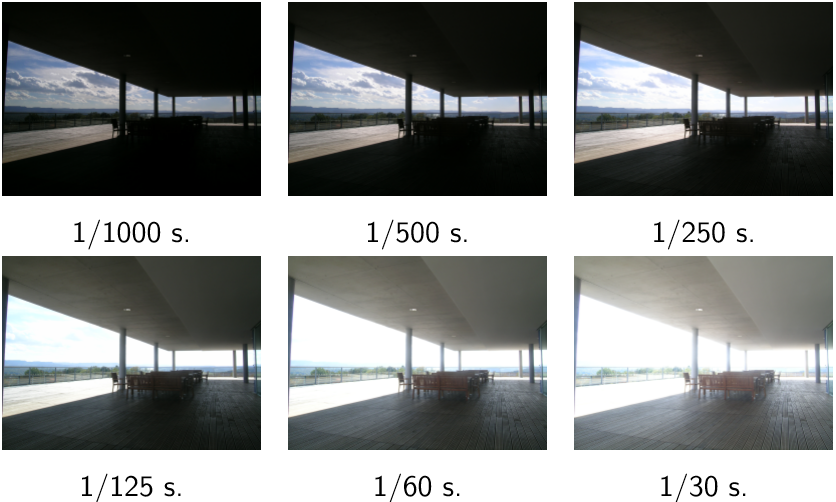 1/1000 s.
1/500 s.
1/250 s.
1/125 s.
1/60 s.
1/30 s.